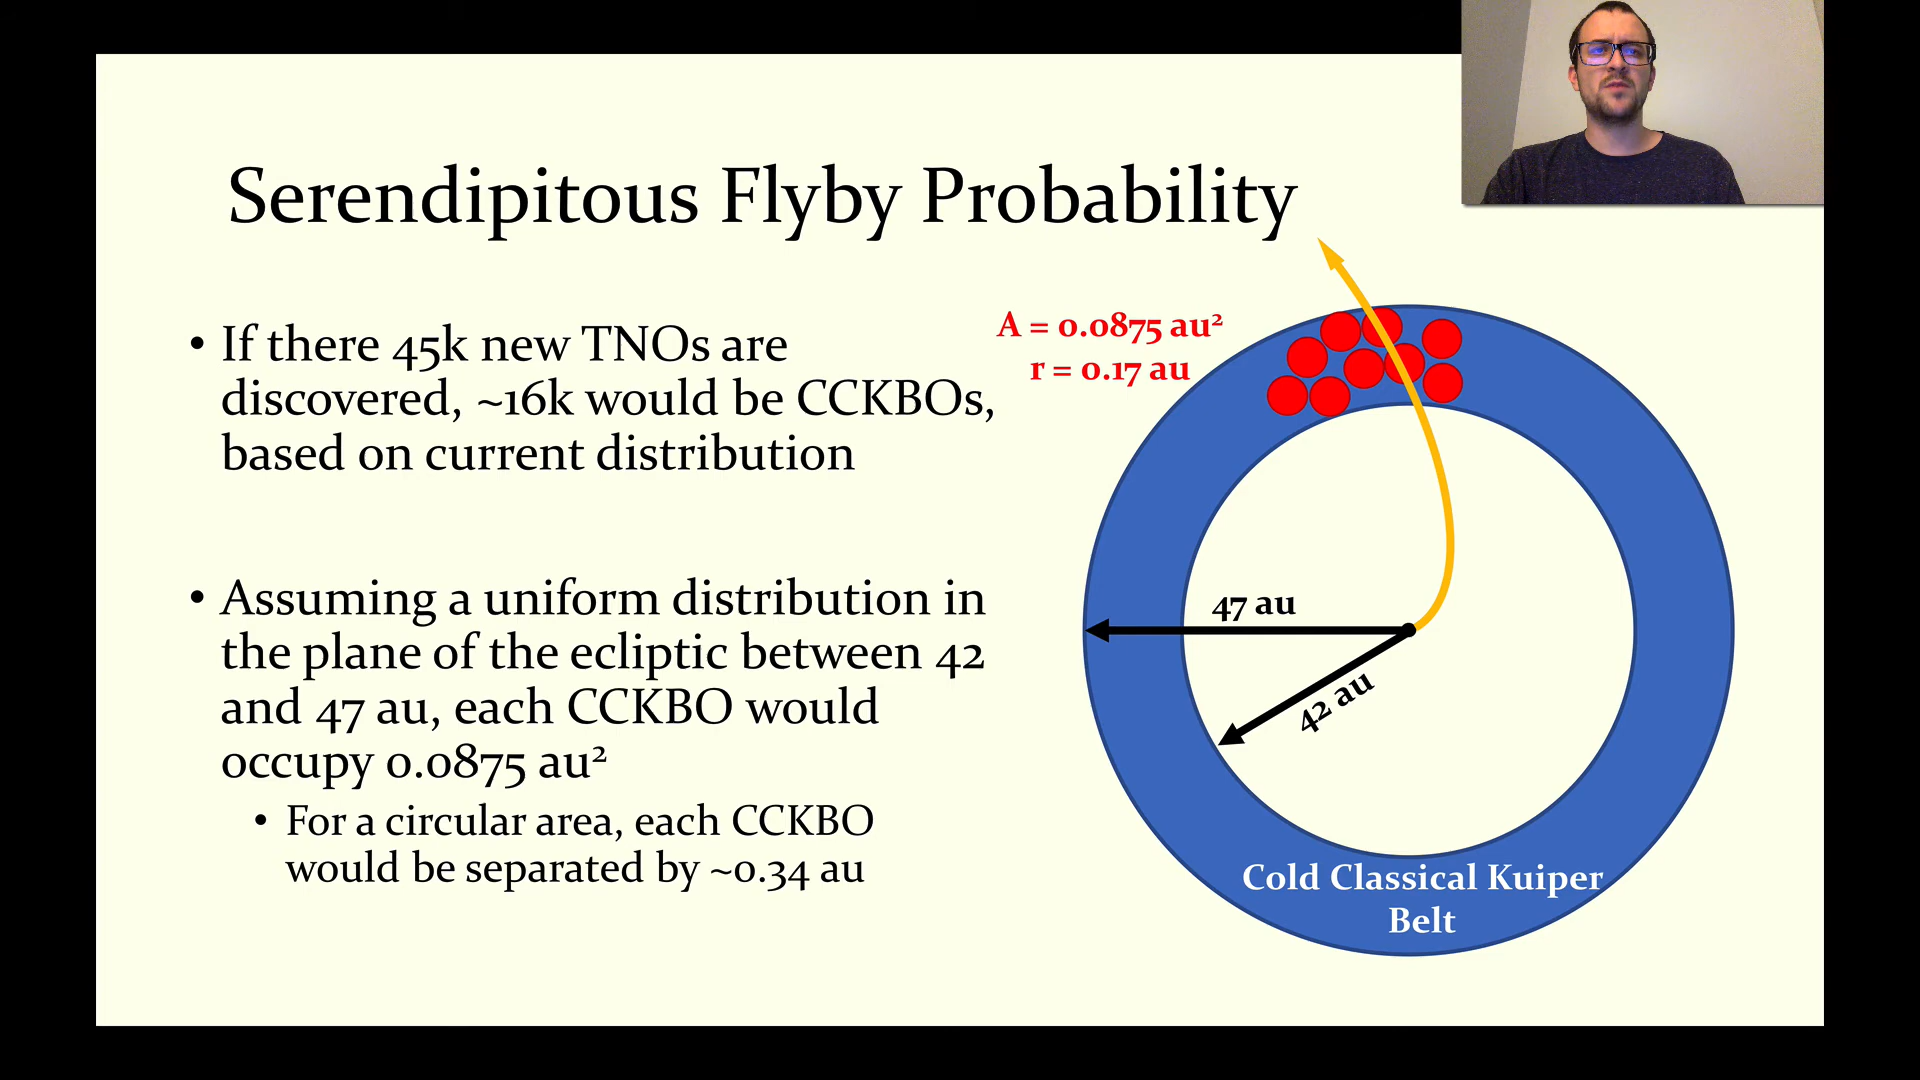 Serendipitous Flyby Probability
• If there 45k new TNOs are
discovered, ~16k would be CCKBOs,
based on current distribution
• Assuming a uniform distribution in
the plane of the ecliptic between 42
and 47 au, each CCKBO would
occupy 0.0875 au²
• For a circular area, each CCKBO
would be separated by ~0.34 au
A = 0.0875 au²
r = 0.17 au
47 au
42 au
Cold Classical Kuiper
Belt